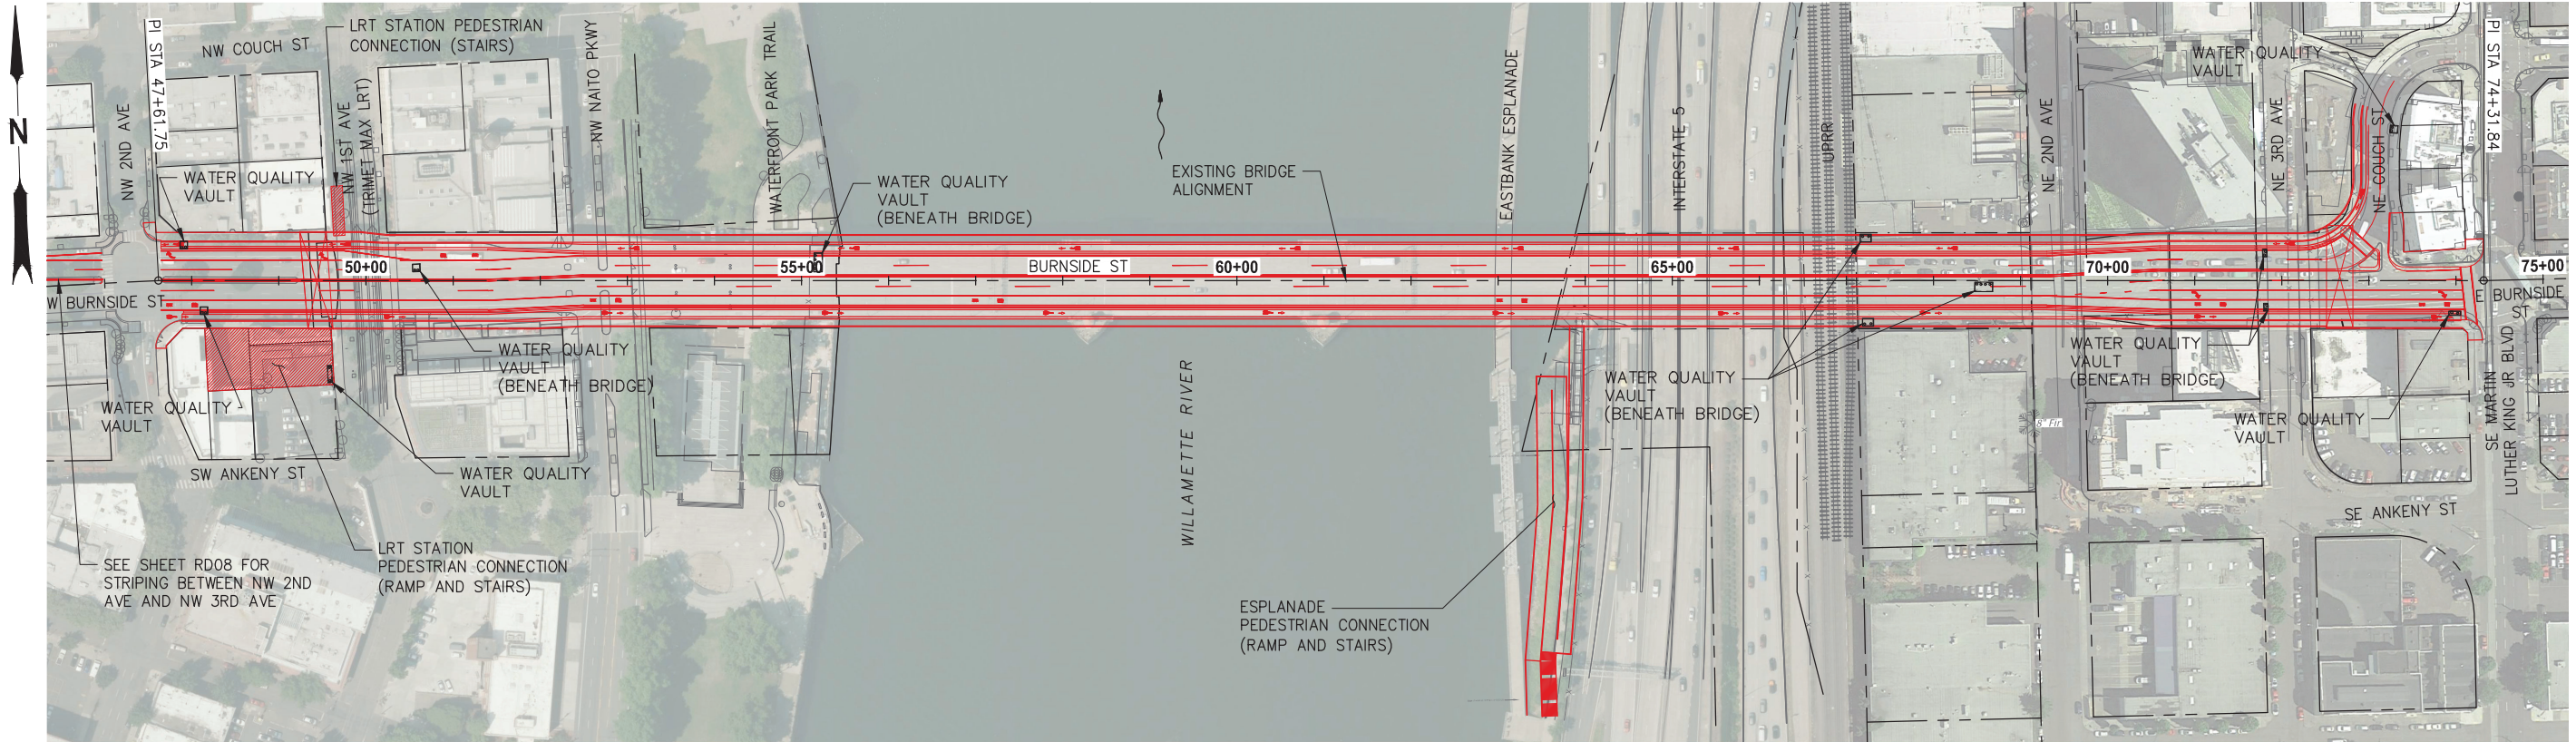 LRT STATION PEDESTRIAN
CONNECTION (STAIRS)
NW COUCH ST
PI STA 47+61.75
NW 2ND AVE
NW 1ST AVE
(TRIMET MAX LRT)
NW NAITO PKWY
WATERFRONT PARK TRAIL
N
WATER QUALITY
VAULT
WATER QUALITY
VAULT
(BENEATH BRIDGE)
EXISTING BRIDGE
ALIGNMENT
EASTBANK ESPLANADE
INTERSTATE 5
UPRR
NE 2ND AVE
WATER QUALITY
VAULT
NE 3RD AVE
NE COUCH ST
PI STA 74+31.84
50+00
55+00
BURNSIDE ST
60+00
65+00
70+00
75+00
W BURNSIDE ST
E BURNSIDE
ST
WATER QUALITY
VAULT
(BENEATH BRIDGE)
WATER QUALITY
VAULT
WATER QUALITY
VAULT
SW ANKENY ST
SEE SHEET RD08 FOR
STRIPING BETWEEN NW 2ND
AVE AND NW 3RD AVE
LRT STATION
PEDESTRIAN CONNECTION
(RAMP AND STAIRS)
WILLAMETTE RIVER
ESPLANADE
PEDESTRIAN CONNECTION
(RAMP AND STAIRS)
WATER QUALITY
VAULT
(BENEATH BRIDGE)
WATER QUALITY
VAULT
(BENEATH BRIDGE)
8" Fir
WATER QUALITY
VAULT
SE MARTIN
LUTHER KING JR BLVD
SE ANKENY ST